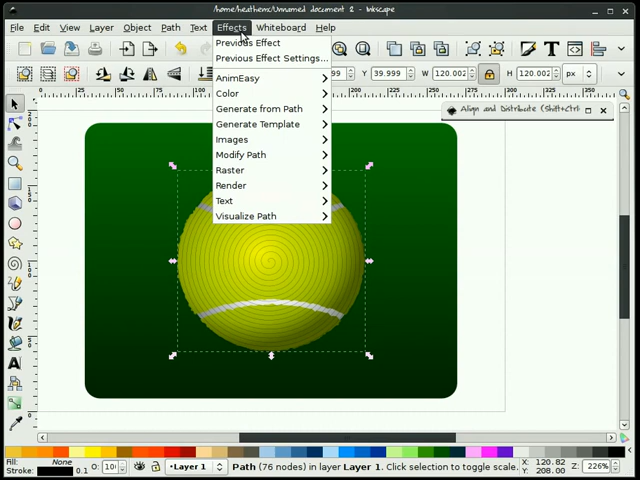 /home/heathenx/Unnamed document 2 - Inkscape
File Edit View Layer Object Path Text Effects Whiteboard Help
Previous Effect
Previous Effect Settings...
99 Y 39.999 W 120.002 H 120.002 px
AnimEasy
Color
Generate from Path
Generate Template
Images
Modify Path
Raster
Render
Text
Visualize Path
Align and Distribute (Shift+Ctrl
Fill: None
Stroke: 0.1 O: 10
Layer 1
Path (76 nodes) in layer Layer 1. Click selection to toggle scale.
X: 120.82
Y: 208.00
Z: 226%